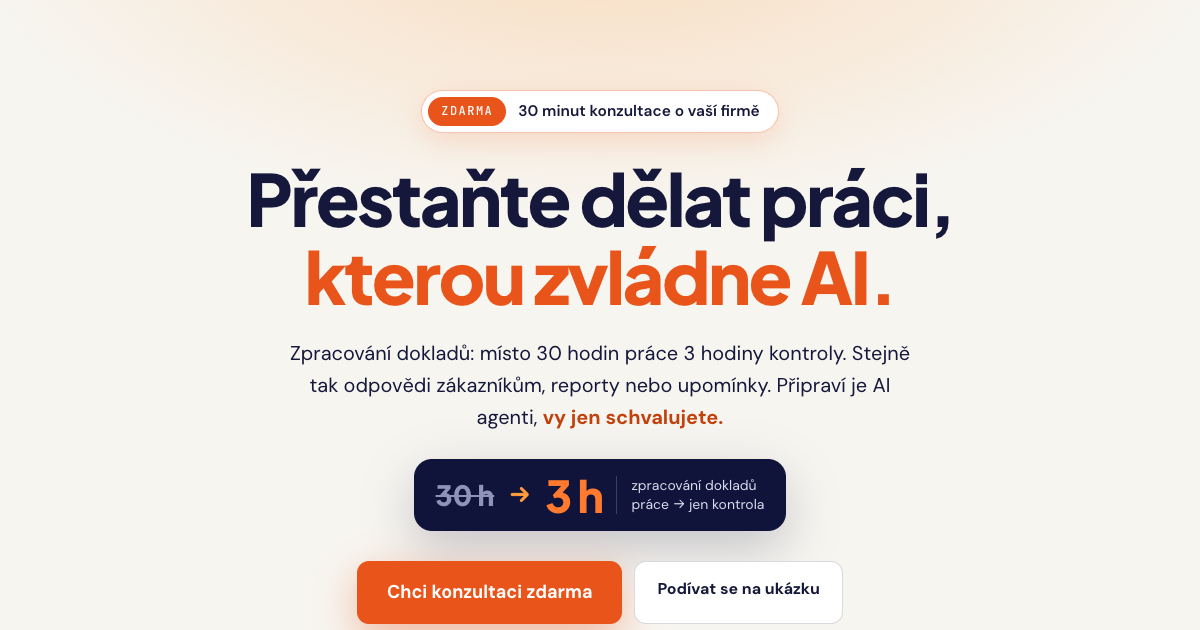 ZDARMA 30 minut konzultace o vaší firmě
Přestaňte dělat práci,
kterou zvládne AI.
Zpracování dokladů: místo 30 hodin práce 3 hodiny kontroly. Stejně
tak odpovědi zákazníkům, reporty nebo upomínky. Připraví je AI
agenti, vy jen schvalujete.
30 h → 3 h
zpracování dokladů
práce → jen kontrola
Chci konzultaci zdarma
Podívat se na ukázku